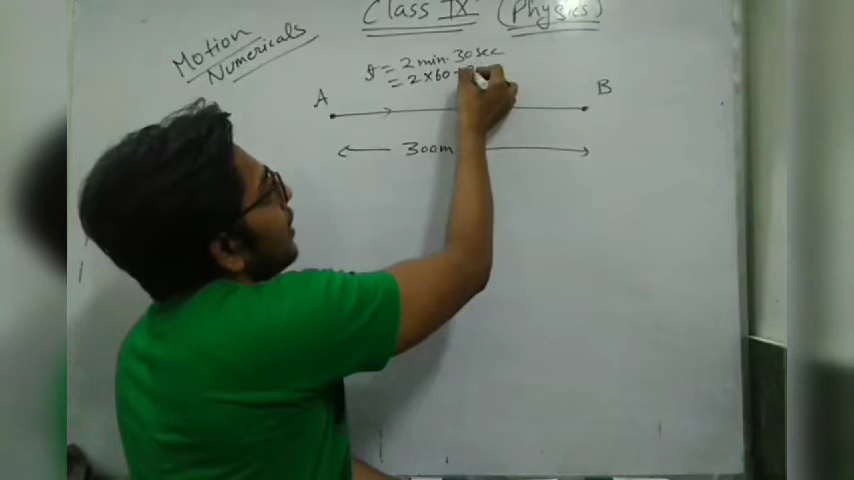 Class IX (Physics)
Motion
Numericals
t = 2 min. 30 sec
= 2 x 60 +
A
B
300m